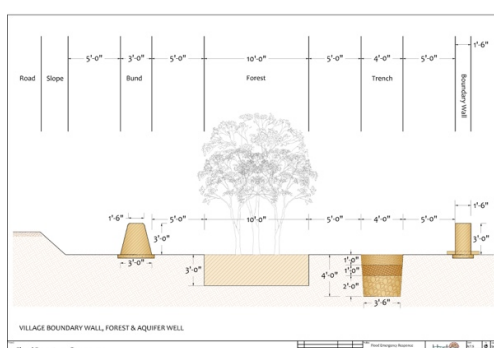 1'-6"
5'-0" 3'-0" 5'-0" 10'-0" 5'-0" 4'-0" 5'-0"
Road Slope Bund Forest Trench Boundary Wall
1'-6" 5'-0" 10'-0" 5'-0" 4'-0" 5'-0" 1'-6"
3'-0" 3'-0"
3'-0" 3'-0" 4'-0" 1'-0"
1'-0"
2'-0"
3'-6"
VILLAGE BOUNDARY WALL, FOREST & AQUIFER WELL
Flood Emergency Response